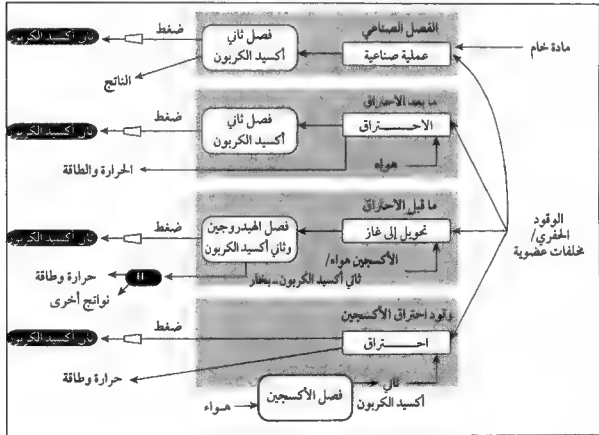 الفصل الصناعي
مادة خام
عملية صناعية
فصل ثاني
أكسيد الكربون
ضغط
ثاني أكسيد الكربون
الناتج
ما بعد الاحتراق
الاحتراق
فصل ثاني
أكسيد الكربون
ضغط
ثاني أكسيد الكربون
هواء
الحرارة والطاقة
الوقود
الحفري/
مخلفات عضوية
ما قبل الاحتراق
تحويل إلى غاز
فصل الهيدروجين
وثاني أكسيد الكربون
ضغط
ثاني أكسيد الكربون
الأكسجين هواء/
ثاني أكسيد الكربون_بخار
حرارة وطاقة
نواتج أخرى
وقود احتراق الأكسجين
احتراق
ضغط
ثاني أكسيد الكربون
حرارة وطاقة
ثاني
أكسيد الكربون
فصل الأكسجين
هواء